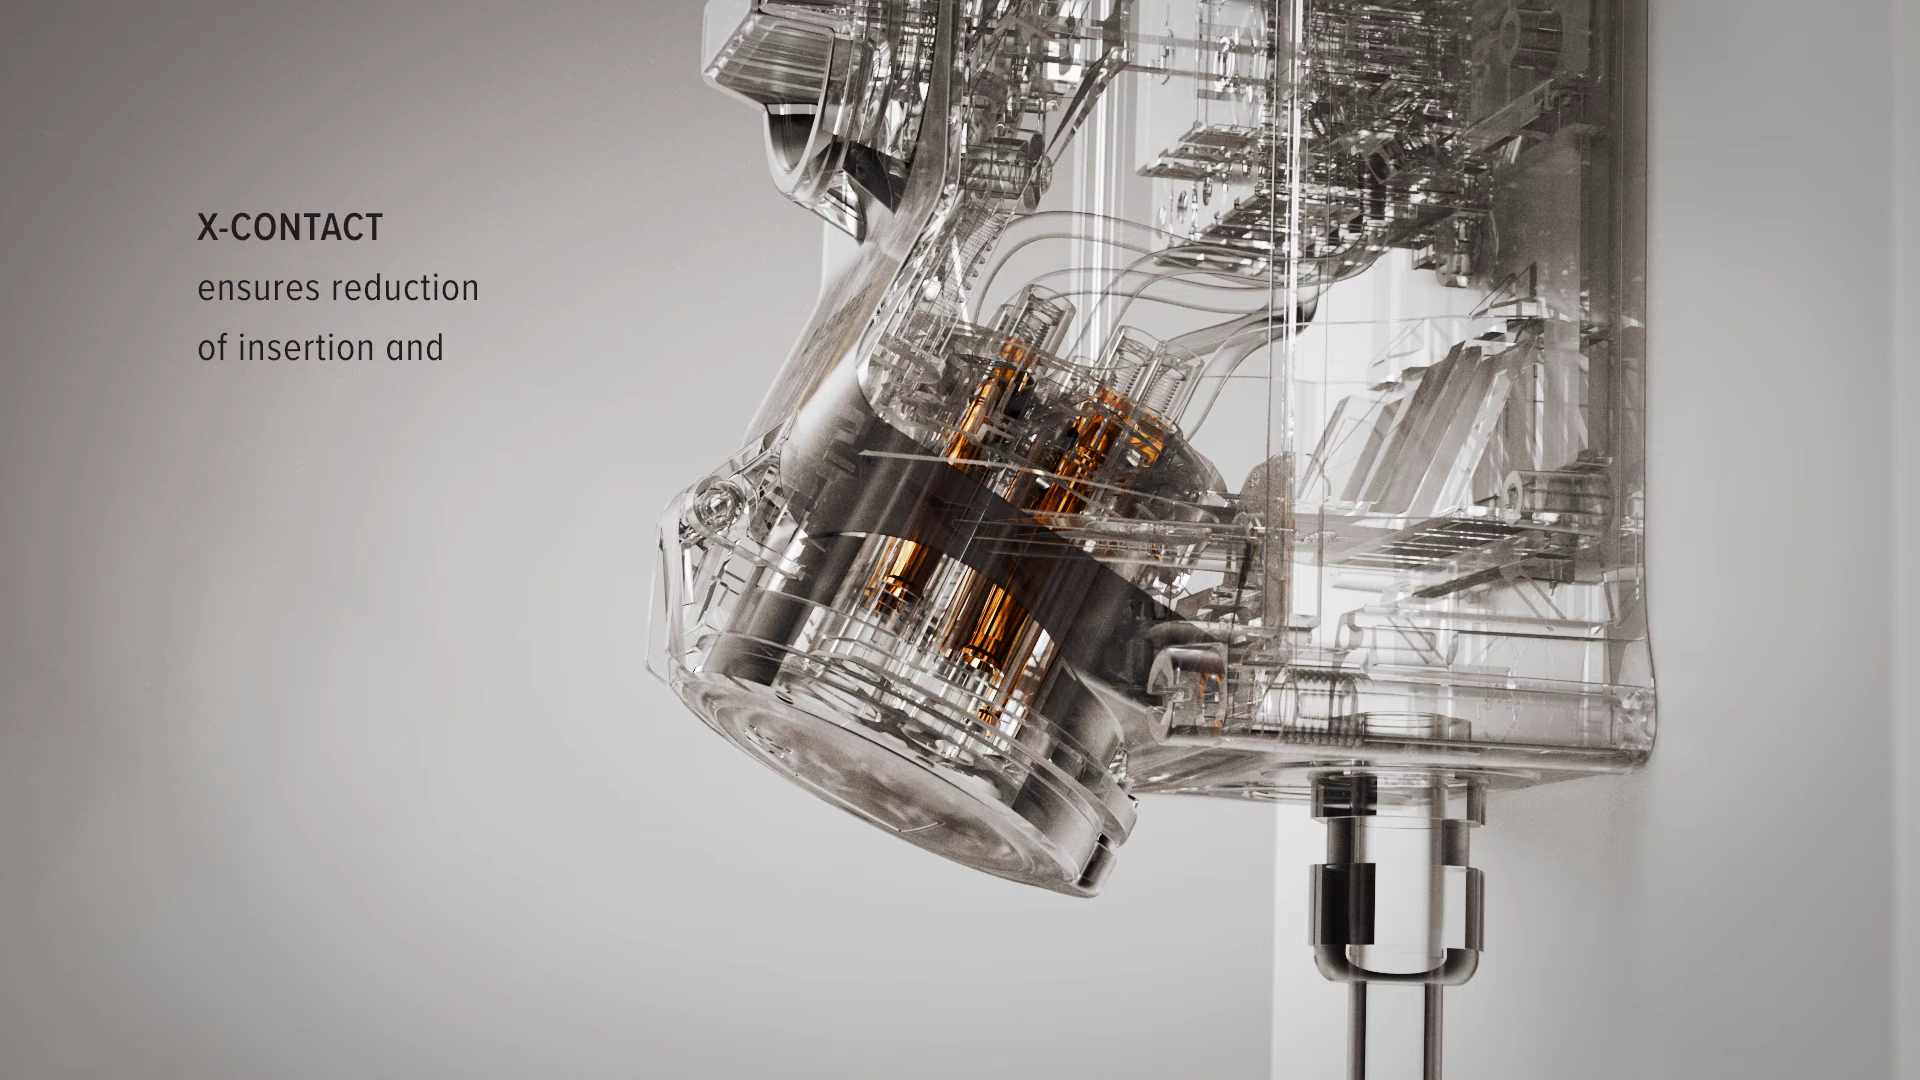 X-CONTACT
ensures reduction
of insertion and